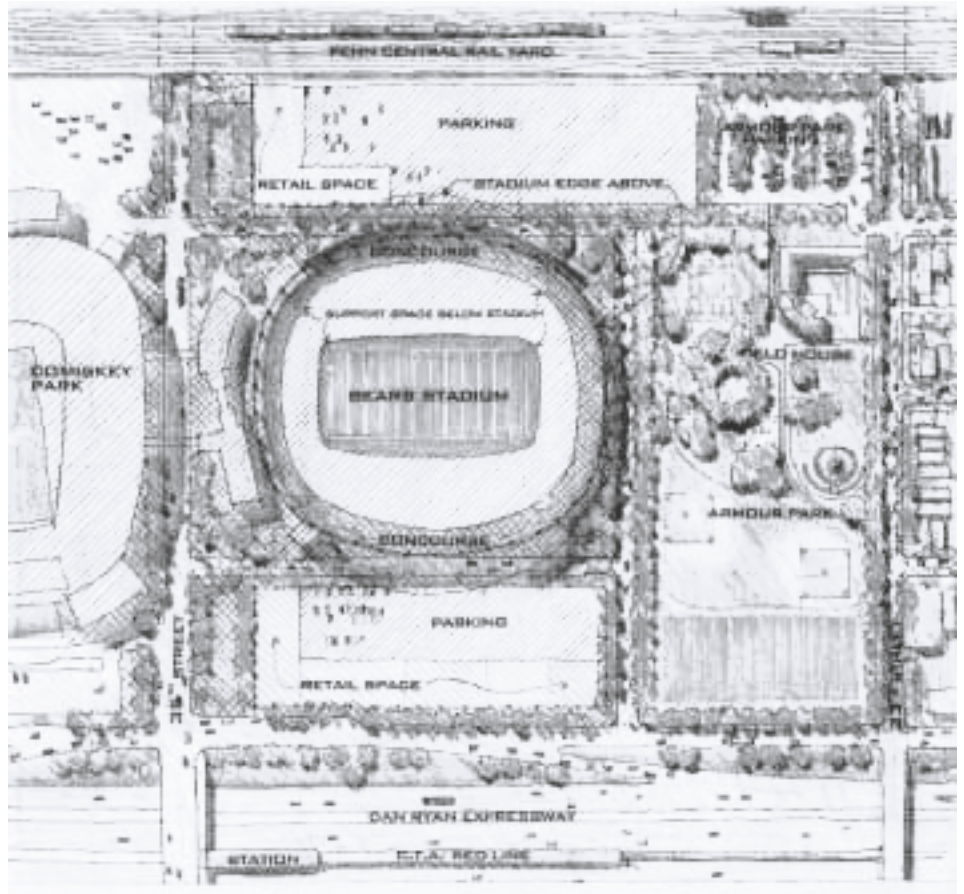 PENN CENTRAL RAIL YARD
PARKING
ARMOUR PARK
PARKING
RETAIL SPACE
STADIUM EDGE ABOVE
CONCOURSE
SUPPORT SPACE BELOW STADIUM
COMISKEY
PARK
FIELD HOUSE
BEARS STADIUM
ARMOUR PARK
CONCOURSE
PARKING
STREET
RETAIL SPACE
DAN RYAN EXPRESSWAY
STATION
C.T.A. RED LINE